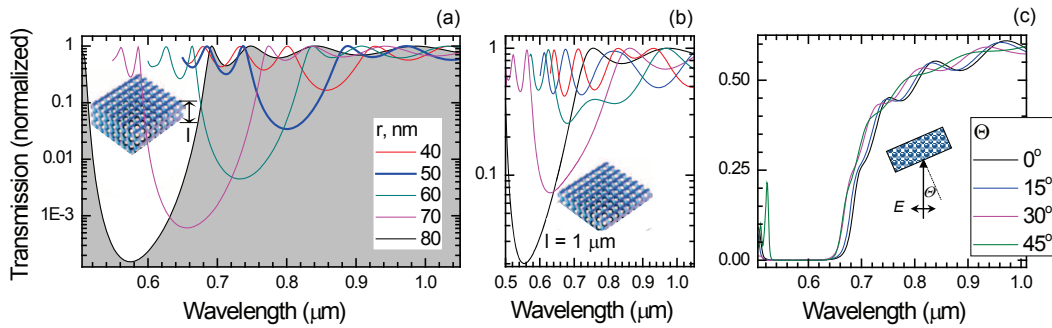 (a)
(b)
(c)
Transmission (normalized)
1
0.1
0.01
1E-3
l
r, nm
40
50
60
70
80
0.6 0.7 0.8 0.9 1.0
Wavelength (μm)
1
0.1
l = 1 μm
0.5 0.6 0.7 0.8 0.9 1.0
Wavelength (μm)
0.50
0.25
0.00
E
Θ
Θ
0°
15°
30°
45°
0.6 0.7 0.8 0.9 1.0
Wavelength (μm)